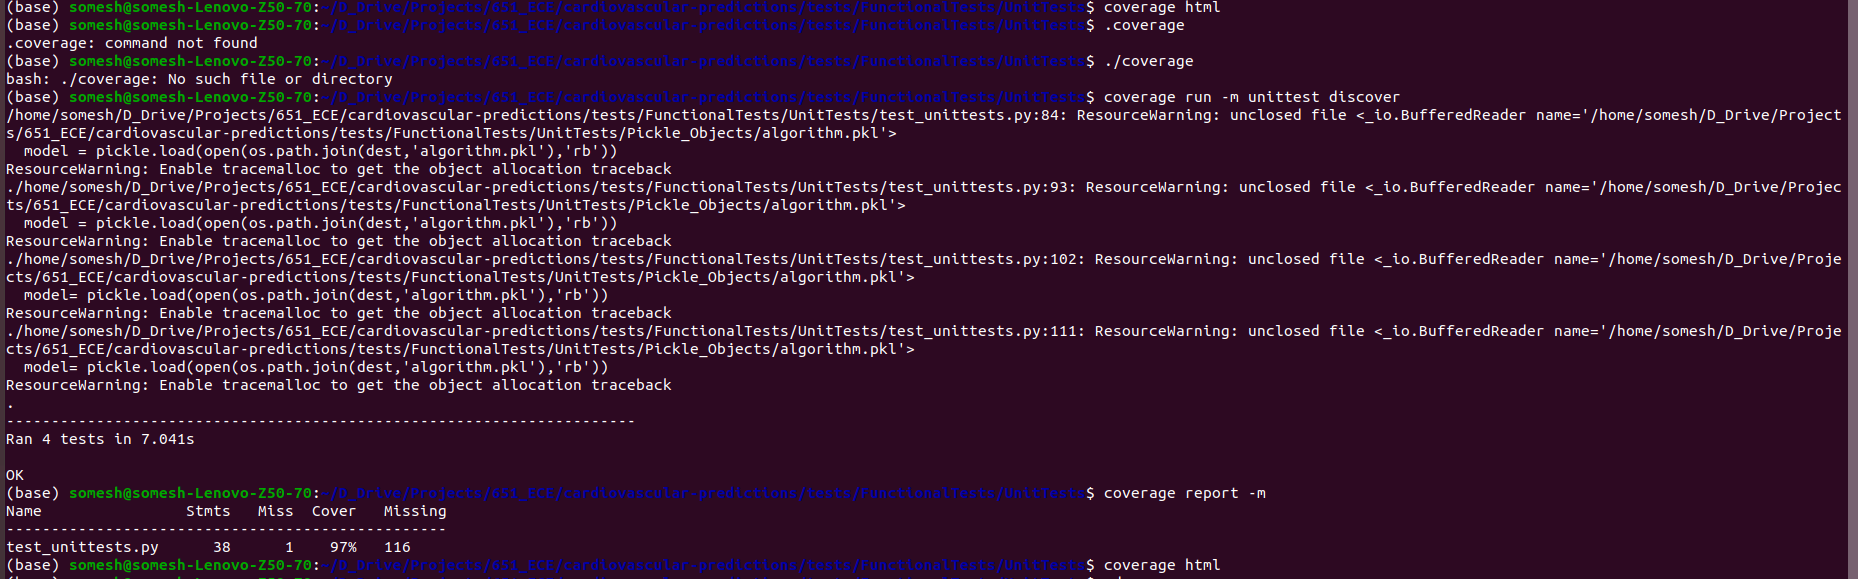 (base) somesh@somesh-Lenovo-Z50-70:~/D_Drive/Projects/651_ECE/cardiovascular-predictions/tests/FunctionalTests/UnitTests$ coverage html
(base) somesh@somesh-Lenovo-Z50-70:~/D_Drive/Projects/651_ECE/cardiovascular-predictions/tests/FunctionalTests/UnitTests$ .coverage
.coverage: command not found
(base) somesh@somesh-Lenovo-Z50-70:~/D_Drive/Projects/651_ECE/cardiovascular-predictions/tests/FunctionalTests/UnitTests$ ./coverage
bash: ./coverage: No such file or directory
(base) somesh@somesh-Lenovo-Z50-70:~/D_Drive/Projects/651_ECE/cardiovascular-predictions/tests/FunctionalTests/UnitTests$ coverage run -m unittest discover
/home/somesh/D_Drive/Projects/651_ECE/cardiovascular-predictions/tests/FunctionalTests/UnitTests/test_unittests.py:84: ResourceWarning: unclosed file <_io.BufferedReader name='/home/somesh/D_Drive/Project
s/651_ECE/cardiovascular-predictions/tests/FunctionalTests/UnitTests/Pickle_Objects/algorithm.pkl'>
  model = pickle.load(open(os.path.join(dest,'algorithm.pkl'),'rb'))
ResourceWarning: Enable tracemalloc to get the object allocation traceback
./home/somesh/D_Drive/Projects/651_ECE/cardiovascular-predictions/tests/FunctionalTests/UnitTests/test_unittests.py:93: ResourceWarning: unclosed file <_io.BufferedReader name='/home/somesh/D_Drive/Projec
ts/651_ECE/cardiovascular-predictions/tests/FunctionalTests/UnitTests/Pickle_Objects/algorithm.pkl'>
  model = pickle.load(open(os.path.join(dest,'algorithm.pkl'),'rb'))
ResourceWarning: Enable tracemalloc to get the object allocation traceback
./home/somesh/D_Drive/Projects/651_ECE/cardiovascular-predictions/tests/FunctionalTests/UnitTests/test_unittests.py:102: ResourceWarning: unclosed file <_io.BufferedReader name='/home/somesh/D_Drive/Proje
cts/651_ECE/cardiovascular-predictions/tests/FunctionalTests/UnitTests/Pickle_Objects/algorithm.pkl'>
  model= pickle.load(open(os.path.join(dest,'algorithm.pkl'),'rb'))
ResourceWarning: Enable tracemalloc to get the object allocation traceback
./home/somesh/D_Drive/Projects/651_ECE/cardiovascular-predictions/tests/FunctionalTests/UnitTests/test_unittests.py:111: ResourceWarning: unclosed file <_io.BufferedReader name='/home/somesh/D_Drive/Proje
cts/651_ECE/cardiovascular-predictions/tests/FunctionalTests/UnitTests/Pickle_Objects/algorithm.pkl'>
  model= pickle.load(open(os.path.join(dest,'algorithm.pkl'),'rb'))
ResourceWarning: Enable tracemalloc to get the object allocation traceback
.
----------------------------------------------------------------------
Ran 4 tests in 7.041s

OK
(base) somesh@somesh-Lenovo-Z50-70:~/D_Drive/Projects/651_ECE/cardiovascular-predictions/tests/FunctionalTests/UnitTests$ coverage report -m
Name                Stmts   Miss  Cover   Missing
-------------------------------------------------
test_unittests.py      38      1    97%   116
(base) somesh@somesh-Lenovo-Z50-70:~/D_Drive/Projects/651_ECE/cardiovascular-predictions/tests/FunctionalTests/UnitTests$ coverage html